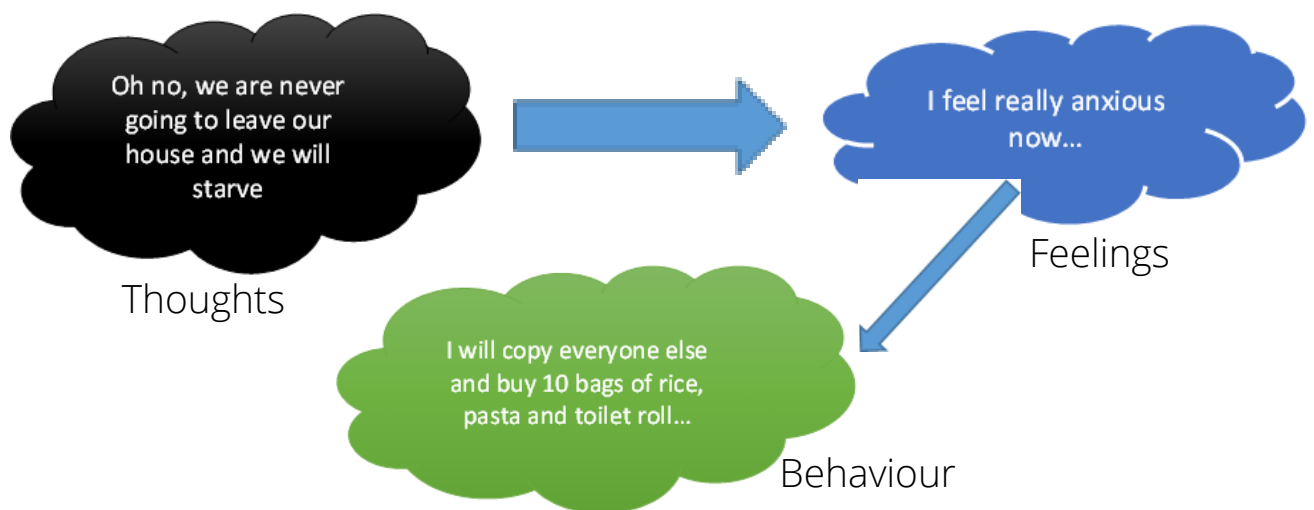 Oh no, we are never
going to leave our
house and we will
starve
Thoughts
I feel really anxious
now...
Feelings
I will copy everyone else
and buy 10 bags of rice,
pasta and toilet roll...
Behaviour